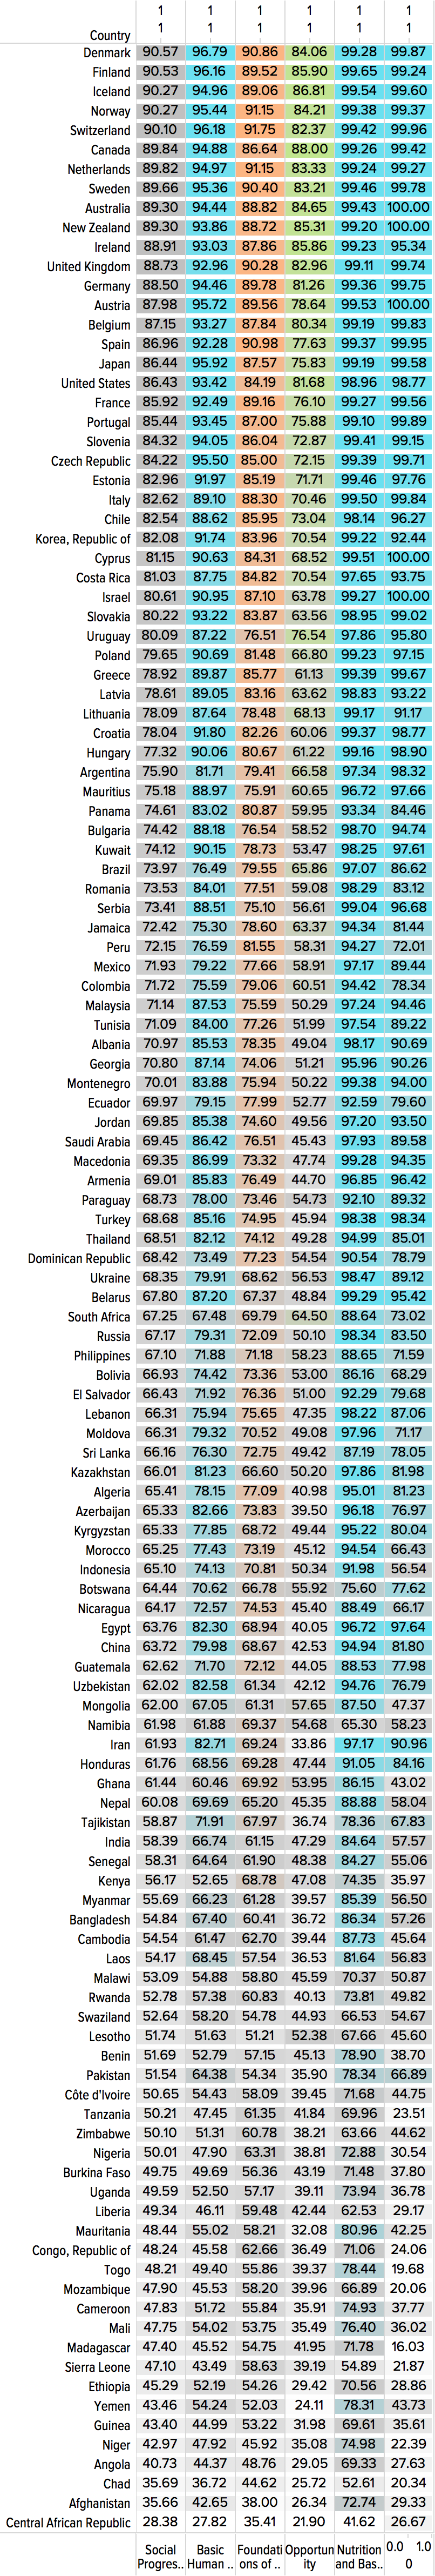 1 1 1 1 1 1
1 1 1 1 1 1
Country
Denmark 90.57 96.79 90.86 84.06 99.28 99.87
Finland 90.53 96.16 89.52 85.90 99.65 99.24
Iceland 90.27 94.96 89.06 86.81 99.54 99.60
Norway 90.27 95.44 91.15 84.21 99.38 99.37
Switzerland 90.10 96.18 91.75 82.37 99.42 99.96
Canada 89.84 94.88 86.64 88.00 99.26 99.42
Netherlands 89.82 94.97 91.15 83.33 99.24 99.27
Sweden 89.66 95.36 90.40 83.21 99.46 99.78
Australia 89.30 94.44 88.82 84.65 99.43 100.00
New Zealand 89.30 93.86 88.72 85.31 99.20 100.00
Ireland 88.91 93.03 87.86 85.86 99.23 95.34
United Kingdom 88.73 92.96 90.28 82.96 99.11 99.74
Germany 88.50 94.46 89.78 81.26 99.36 99.75
Austria 87.98 95.72 89.56 78.64 99.53 100.00
Belgium 87.15 93.27 87.84 80.34 99.19 99.83
Spain 86.96 92.28 90.98 77.63 99.37 99.95
Japan 86.44 95.92 87.57 75.83 99.19 99.58
United States 86.43 93.42 84.19 81.68 98.96 98.77
France 85.92 92.49 89.16 76.10 99.27 99.56
Portugal 85.44 93.45 87.00 75.88 99.10 99.89
Slovenia 84.32 94.05 86.04 72.87 99.41 99.15
Czech Republic 84.22 95.50 85.00 72.15 99.39 99.71
Estonia 82.96 91.97 85.19 71.71 99.46 97.76
Italy 82.62 89.10 88.30 70.46 99.50 99.84
Chile 82.54 88.62 85.95 73.04 98.14 96.27
Korea, Republic of 82.08 91.74 83.96 70.54 99.22 92.44
Cyprus 81.15 90.63 84.31 68.52 99.51 100.00
Costa Rica 81.03 87.75 84.82 70.54 97.65 93.75
Israel 80.61 90.95 87.10 63.78 99.27 100.00
Slovakia 80.22 93.22 83.87 63.56 98.95 99.02
Uruguay 80.09 87.22 76.51 76.54 97.86 95.80
Poland 79.65 90.69 81.48 66.80 99.23 97.15
Greece 78.92 89.87 85.77 61.13 99.39 99.67
Latvia 78.61 89.05 83.16 63.62 98.83 93.22
Lithuania 78.09 87.64 78.48 68.13 99.17 91.17
Croatia 78.04 91.80 82.26 60.06 99.37 98.77
Hungary 77.32 90.06 80.67 61.22 99.16 98.90
Argentina 75.90 81.71 79.41 66.58 97.34 98.32
Mauritius 75.18 88.97 75.91 60.65 96.72 97.66
Panama 74.61 83.02 80.87 59.95 93.34 84.46
Bulgaria 74.42 88.18 76.54 58.52 98.70 94.74
Kuwait 74.12 90.15 78.73 53.47 98.25 97.61
Brazil 73.97 76.49 79.55 65.86 97.07 86.62
Romania 73.53 84.01 77.51 59.08 98.29 83.12
Serbia 73.41 88.51 75.10 56.61 99.04 96.68
Jamaica 72.42 75.30 78.60 63.37 94.34 81.44
Peru 72.15 76.59 81.55 58.31 94.27 72.01
Mexico 71.93 79.22 77.66 58.91 97.17 89.44
Colombia 71.72 75.59 79.06 60.51 94.42 78.34
Malaysia 71.14 87.53 75.59 50.29 97.24 94.46
Tunisia 71.09 84.00 77.26 51.99 97.54 89.22
Albania 70.97 85.53 78.35 49.04 98.17 90.69
Georgia 70.80 87.14 74.06 51.21 95.96 90.26
Montenegro 70.01 83.88 75.94 50.22 99.38 94.00
Ecuador 69.97 79.15 77.99 52.77 92.59 79.60
Jordan 69.85 85.38 74.60 49.56 97.20 93.50
Saudi Arabia 69.45 86.42 76.51 45.43 97.93 89.58
Macedonia 69.35 86.99 73.32 47.74 99.28 94.35
Armenia 69.01 85.83 76.49 44.70 96.85 96.42
Paraguay 68.73 78.00 73.46 54.73 92.10 89.32
Turkey 68.68 85.16 74.95 45.94 98.38 98.34
Thailand 68.51 82.12 74.12 49.28 94.99 85.01
Dominican Republic 68.42 73.49 77.23 54.54 90.54 78.79
Ukraine 68.35 79.91 68.62 56.53 98.47 89.12
Belarus 67.80 87.20 67.37 48.84 99.29 95.42
South Africa 67.25 67.48 69.79 64.50 88.64 73.02
Russia 67.17 79.31 72.09 50.10 98.34 83.50
Philippines 67.10 71.88 71.18 58.23 88.65 71.59
Bolivia 66.93 74.42 73.36 53.00 86.16 68.29
El Salvador 66.43 71.92 76.36 51.00 92.29 79.68
Lebanon 66.31 75.94 75.65 47.35 98.22 87.06
Moldova 66.31 79.32 70.52 49.08 97.96 71.17
Sri Lanka 66.16 76.30 72.75 49.42 87.19 78.05
Kazakhstan 66.01 81.23 66.60 50.20 97.86 81.98
Algeria 65.41 78.15 77.09 40.98 95.01 81.23
Azerbaijan 65.33 82.66 73.83 39.50 96.18 76.97
Kyrgyzstan 65.33 77.85 68.72 49.44 95.22 80.04
Morocco 65.25 77.43 73.19 45.12 94.54 66.43
Indonesia 65.10 74.13 70.81 50.34 91.98 56.54
Botswana 64.44 70.62 66.78 55.92 75.60 77.62
Nicaragua 64.17 72.57 74.53 45.40 88.49 66.17
Egypt 63.76 82.30 68.94 40.05 96.72 97.64
China 63.72 79.98 68.67 42.53 94.94 81.80
Guatemala 62.62 71.70 72.12 44.05 88.53 77.98
Uzbekistan 62.02 82.58 61.34 42.12 94.76 76.79
Mongolia 62.00 67.05 61.31 57.65 87.50 47.37
Namibia 61.98 61.88 69.37 54.68 65.30 58.23
Iran 61.93 82.71 69.24 33.86 97.17 90.96
Honduras 61.76 68.56 69.28 47.44 91.05 84.16
Ghana 61.44 60.46 69.92 53.95 86.15 43.02
Nepal 60.08 69.69 65.20 45.35 88.88 58.04
Tajikistan 58.87 71.91 67.97 36.74 78.36 67.83
India 58.39 66.74 61.15 47.29 84.64 57.57
Senegal 58.31 64.64 61.90 48.38 84.27 55.06
Kenya 56.17 52.65 68.78 47.08 74.35 35.97
Myanmar 55.69 66.23 61.28 39.57 85.39 56.50
Bangladesh 54.84 67.40 60.41 36.72 86.34 57.26
Cambodia 54.54 61.47 62.70 39.44 87.73 45.64
Laos 54.17 68.45 57.54 36.53 81.64 56.83
Malawi 53.09 54.88 58.80 45.59 70.37 50.87
Rwanda 52.78 57.38 60.83 40.13 73.81 49.82
Swaziland 52.64 58.20 54.78 44.93 66.53 54.67
Lesotho 51.74 51.63 51.21 52.38 67.66 45.60
Benin 51.69 52.79 57.15 45.13 78.90 38.70
Pakistan 51.54 64.38 54.34 35.90 78.34 66.89
Côte d'Ivoire 50.65 54.43 58.09 39.45 71.68 44.75
Tanzania 50.21 47.45 61.35 41.84 69.96 23.51
Zimbabwe 50.10 51.31 60.78 38.21 63.66 44.62
Nigeria 50.01 47.90 63.31 38.81 72.88 30.54
Burkina Faso 49.75 49.69 56.36 43.19 71.48 37.80
Uganda 49.59 52.50 57.17 39.11 73.94 36.78
Liberia 49.34 46.11 59.48 42.44 62.53 29.17
Mauritania 48.44 55.02 58.21 32.08 80.96 42.25
Congo, Republic of 48.24 45.58 62.66 36.49 71.06 24.06
Togo 48.21 49.40 55.86 39.37 78.44 19.68
Mozambique 47.90 45.53 58.20 39.96 66.89 20.06
Cameroon 47.83 51.72 55.84 35.91 74.93 37.77
Mali 47.75 54.02 53.75 35.49 76.40 36.02
Madagascar 47.40 45.52 54.75 41.95 71.78 16.03
Sierra Leone 47.10 43.49 58.63 39.19 54.89 21.87
Ethiopia 45.29 52.19 54.26 29.42 70.56 28.86
Yemen 43.46 54.24 52.03 24.11 78.31 43.73
Guinea 43.40 44.99 53.22 31.98 69.61 35.61
Niger 42.97 47.92 45.92 35.08 74.98 22.39
Angola 40.73 44.37 48.76 29.05 69.33 27.63
Chad 35.69 36.72 44.62 25.72 52.61 20.34
Afghanistan 35.66 42.65 38.00 26.34 72.74 29.33
Central African Republic 28.38 27.82 35.41 21.90 41.62 26.67
Social Basic Foundati Opportun Nutrition 0.0 1.0
Progres.. Human .. ons of .. ity and Bas.. 0